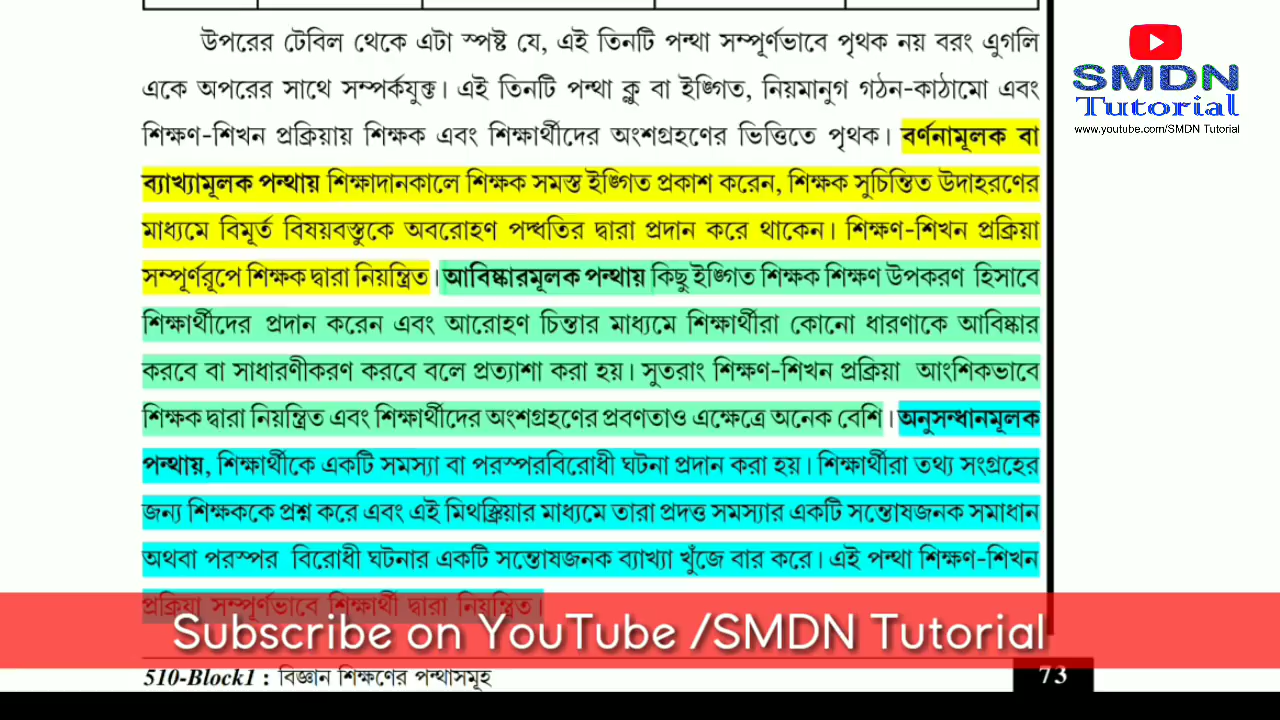 উপরের টেবিল থেকে এটা স্পষ্ট যে, এই তিনটি পন্থা সম্পূর্ণভাবে পৃথক নয় বরং এুগলি
একে অপরের সাথে সম্পর্কযুক্ত। এই তিনটি পন্থা ক্লু বা ইঙ্গিত, নিয়মানুগ গঠন-কাঠামো এবং
শিক্ষণ-শিখন প্রক্রিয়ায় শিক্ষক এবং শিক্ষার্থীদের অংশগ্রহণের ভিত্তিতে পৃথক। বর্ণনামূলক বা
ব্যাখ্যামূলক পন্থায় শিক্ষাদানকালে শিক্ষক সমস্ত ইঙ্গিত প্রকাশ করেন, শিক্ষক সুচিন্তিত উদাহরণের
মাধ্যমে বিমূর্ত বিষয়বস্তুকে অবরোহণ পদ্ধতির দ্বারা প্রদান করে থাকেন। শিক্ষণ-শিখন প্রক্রিয়া
সম্পূর্ণরূপে শিক্ষক দ্বারা নিয়ন্ত্রিত। আবিষ্কারমূলক পন্থায় কিছু ইঙ্গিত শিক্ষক শিক্ষণ উপকরণ হিসাবে
শিক্ষার্থীদের প্রদান করেন এবং আরোহণ চিন্তার মাধ্যমে শিক্ষার্থীরা কোনো ধারণাকে আবিষ্কার
করবে বা সাধারণীকরণ করবে বলে প্রত্যাশা করা হয়। সুতরাং শিক্ষণ-শিখন প্রক্রিয়া আংশিকভাবে
শিক্ষক দ্বারা নিয়ন্ত্রিত এবং শিক্ষার্থীদের অংশগ্রহণের প্রবণতাও এক্ষেত্রে অনেক বেশি। অনুসন্ধানমূলক
পন্থায়, শিক্ষার্থীকে একটি সমস্যা বা পরস্পরবিরোধী ঘটনা প্রদান করা হয়। শিক্ষার্থীরা তথ্য সংগ্রহের
জন্য শিক্ষককে প্রশ্ন করে এবং এই মিথস্ক্রিয়ার মাধ্যমে তারা প্রদত্ত সমস্যার একটি সন্তোষজনক সমাধান
অথবা পরস্পর বিরোধী ঘটনার একটি সন্তোষজনক ব্যাখ্যা খুঁজে বার করে। এই পন্থা শিক্ষণ-শিখন
প্রক্রিয়া সম্পূর্ণভাবে শিক্ষার্থী দ্বারা নিয়ন্ত্রিত।
Subscribe on YouTube /SMDN Tutorial
510-Block1 : বিজ্ঞান শিক্ষণের পন্থাসমূহ
73
SMDN
Tutorial
www.youtube.com/SMDN Tutorial